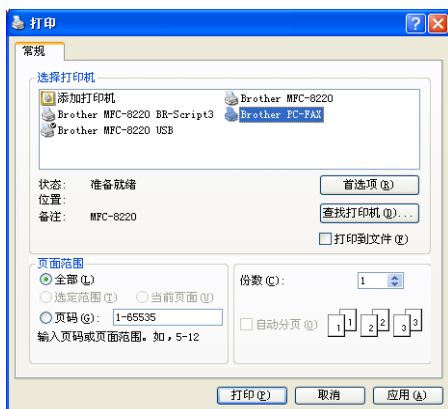 打印
常规
选择打印机
添加打印机
Brother MFC-8220
Brother MFC-8220 BR-Script3
Brother PC-FAX
Brother MFC-8220 USB
状态: 准备就绪
首选项(R)
位置:
备注: MFC-8220
查找打印机(D)...
打印到文件(F)
页面范围
全部(L)
份数(C): 1
选定范围(T) 当前页面(U)
页码(G): 1-65535
自动分页(O)
1 1 2 2 3 3
输入页码或页面范围。如,5-12
打印(P) 取消 应用(A)